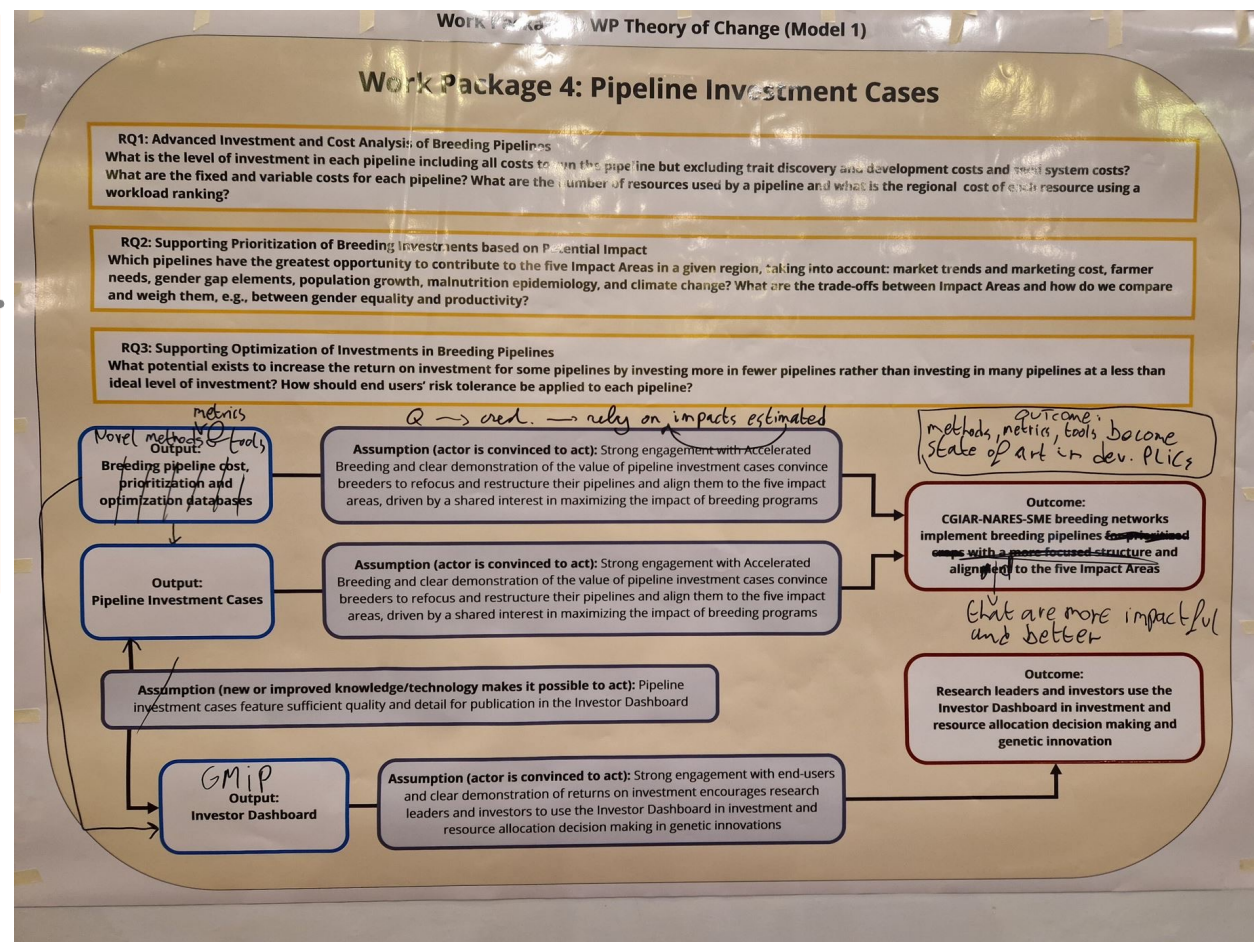 Work WP Theory of Change (Model 1)
Work Package 4: Pipeline Investment Cases
RQ1: Advanced Investment and Cost Analysis of Breeding Pipelines
What is the level of investment in each pipeline including all costs to run the pipeline but excluding trait discovery and development costs and seed system costs?
What are the fixed and variable costs for each pipeline? What are the number of resources used by a pipeline and what is the regional cost of each resource using a
workload ranking?
RQ2: Supporting Prioritization of Breeding Investments based on Potential Impact
Which pipelines have the greatest opportunity to contribute to the five Impact Areas in a given region, taking into account: market trends and marketing cost, farmer
needs, gender gap elements, population growth, malnutrition epidemiology, and climate change? What are the trade-offs between Impact Areas and how do we compare
and weigh them, e.g., between gender equality and productivity?
RQ3: Supporting Optimization of Investments in Breeding Pipelines
What potential exists to increase the return on investment for some pipelines by investing more in fewer pipelines rather than investing in many pipelines at a less than
ideal level of investment? How should end users' risk tolerance be applied to each pipeline?
metrics
Novel methods & tools
Output:
Breeding pipeline cost,
prioritization and
optimization databases
Q → cred. → rely on impacts estimated
Assumption (actor is convinced to act): Strong engagement with Accelerated
Breeding and clear demonstration of the value of pipeline investment cases convince
breeders to refocus and restructure their pipelines and align them to the five impact
areas, driven by a shared interest in maximizing the impact of breeding programs
OUTCOME:
methods, metrics, tools become
state of art in dev. PLICs
Outcome:
CGIAR-NARES-SME breeding networks
implement breeding pipelines for prioritized
crops with a more focused structure and
alignment to the five Impact Areas
that are more impactful
and better
Output:
Pipeline Investment Cases
Assumption (actor is convinced to act): Strong engagement with Accelerated
Breeding and clear demonstration of the value of pipeline investment cases convince
breeders to refocus and restructure their pipelines and align them to the five impact
areas, driven by a shared interest in maximizing the impact of breeding programs
Assumption (new or improved knowledge/technology makes it possible to act): Pipeline
investment cases feature sufficient quality and detail for publication in the Investor Dashboard
Outcome:
Research leaders and investors use the
Investor Dashboard in investment and
resource allocation decision making and
genetic innovation
GMiP
Output:
Investor Dashboard
Assumption (actor is convinced to act): Strong engagement with end-users
and clear demonstration of returns on investment encourages research
leaders and investors to use the Investor Dashboard in investment and
resource allocation decision making in genetic innovations